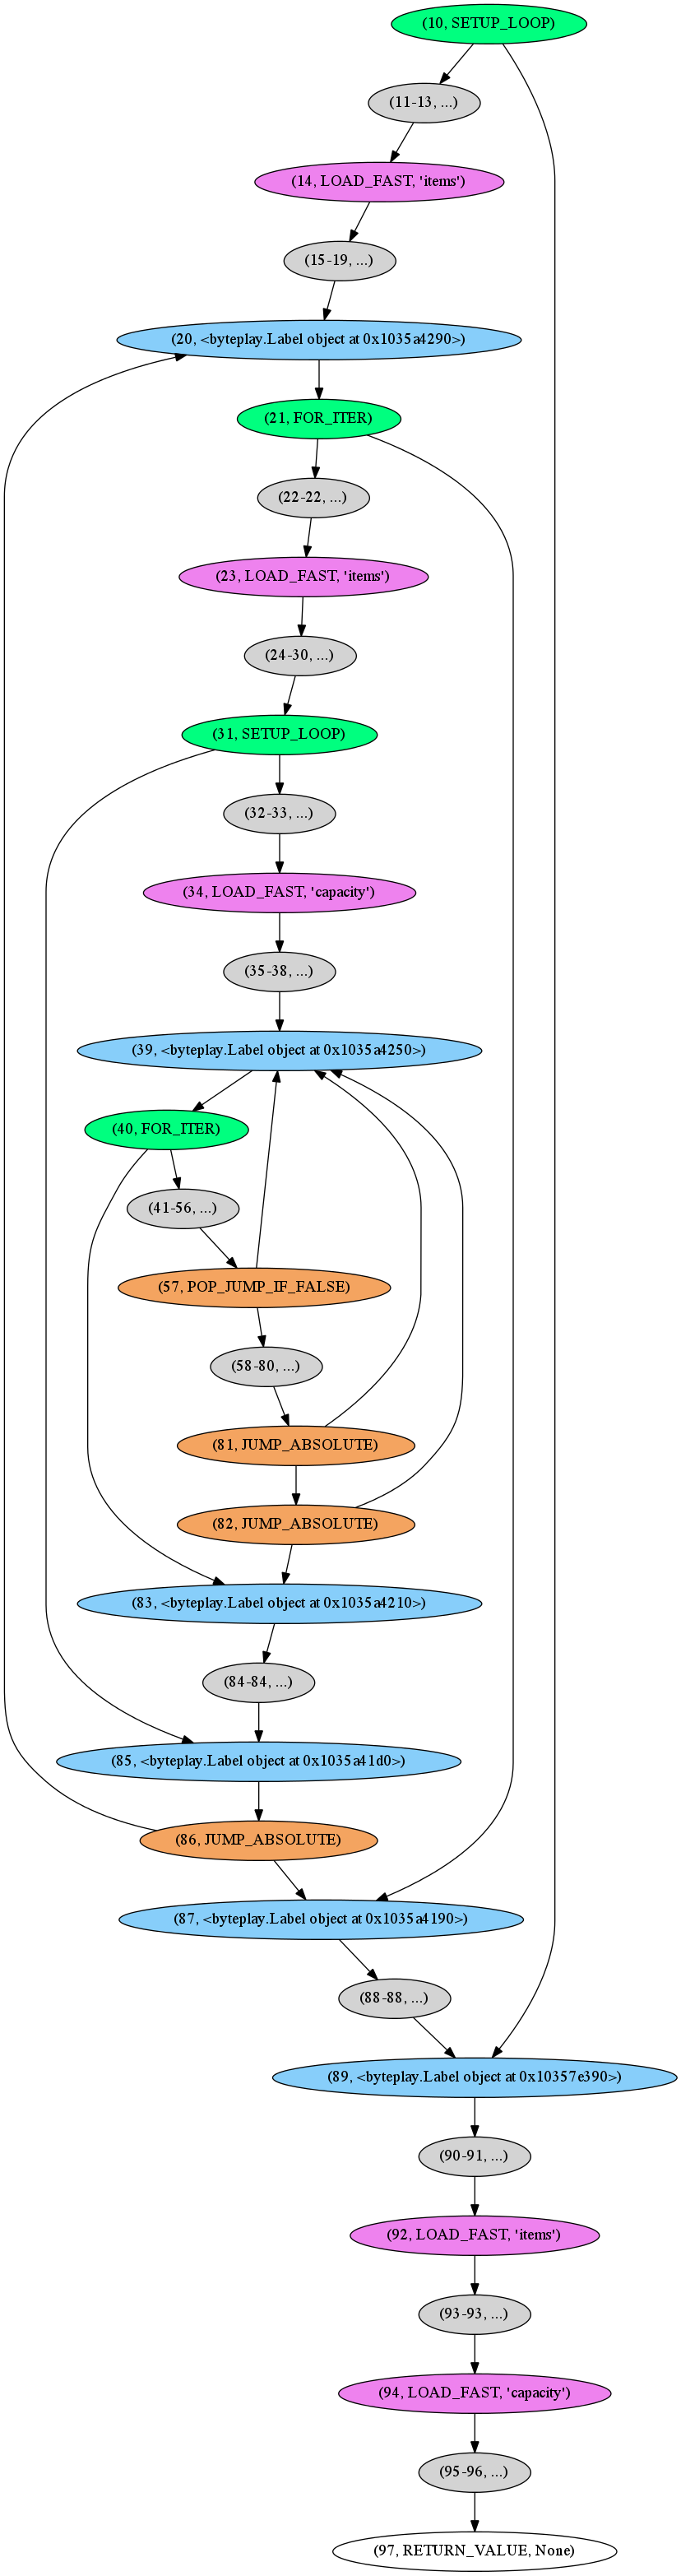 (10, SETUP_LOOP)
(11-13, ...)
(14, LOAD_FAST, 'items')
(15-19, ...)
(20, <byteplay.Label object at 0x1035a4290>)
(21, FOR_ITER)
(22-22, ...)
(23, LOAD_FAST, 'items')
(24-30, ...)
(31, SETUP_LOOP)
(32-33, ...)
(34, LOAD_FAST, 'capacity')
(35-38, ...)
(39, <byteplay.Label object at 0x1035a4250>)
(40, FOR_ITER)
(41-56, ...)
(57, POP_JUMP_IF_FALSE)
(58-80, ...)
(81, JUMP_ABSOLUTE)
(82, JUMP_ABSOLUTE)
(83, <byteplay.Label object at 0x1035a4210>)
(84-84, ...)
(85, <byteplay.Label object at 0x1035a41d0>)
(86, JUMP_ABSOLUTE)
(87, <byteplay.Label object at 0x1035a4190>)
(88-88, ...)
(89, <byteplay.Label object at 0x10357e390>)
(90-91, ...)
(92, LOAD_FAST, 'items')
(93-93, ...)
(94, LOAD_FAST, 'capacity')
(95-96, ...)
(97, RETURN_VALUE, None)